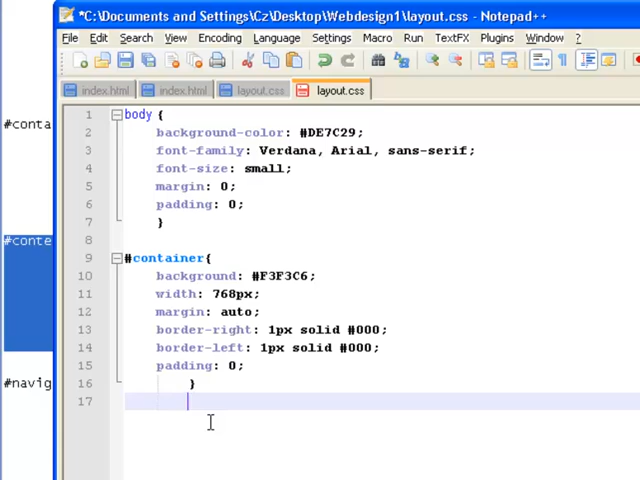 *C:\Documents and Settings\Cz\Desktop\Webdesign1\layout.css - Notepad++
File Edit Search View Encoding Language Settings Macro Run TextFX Plugins Window ?
index.html index.html layout.css layout.css
1 body {
2 background-color: #DE7C29;
3 font-family: Verdana, Arial, sans-serif;
4 font-size: small;
5 margin: 0;
6 padding: 0;
7 }
8
9 #container{
10 background: #F3F3C6;
11 width: 768px;
12 margin: auto;
13 border-right: 1px solid #000;
14 border-left: 1px solid #000;
15 padding: 0;
16 }
17
#conta
#conte
#navig